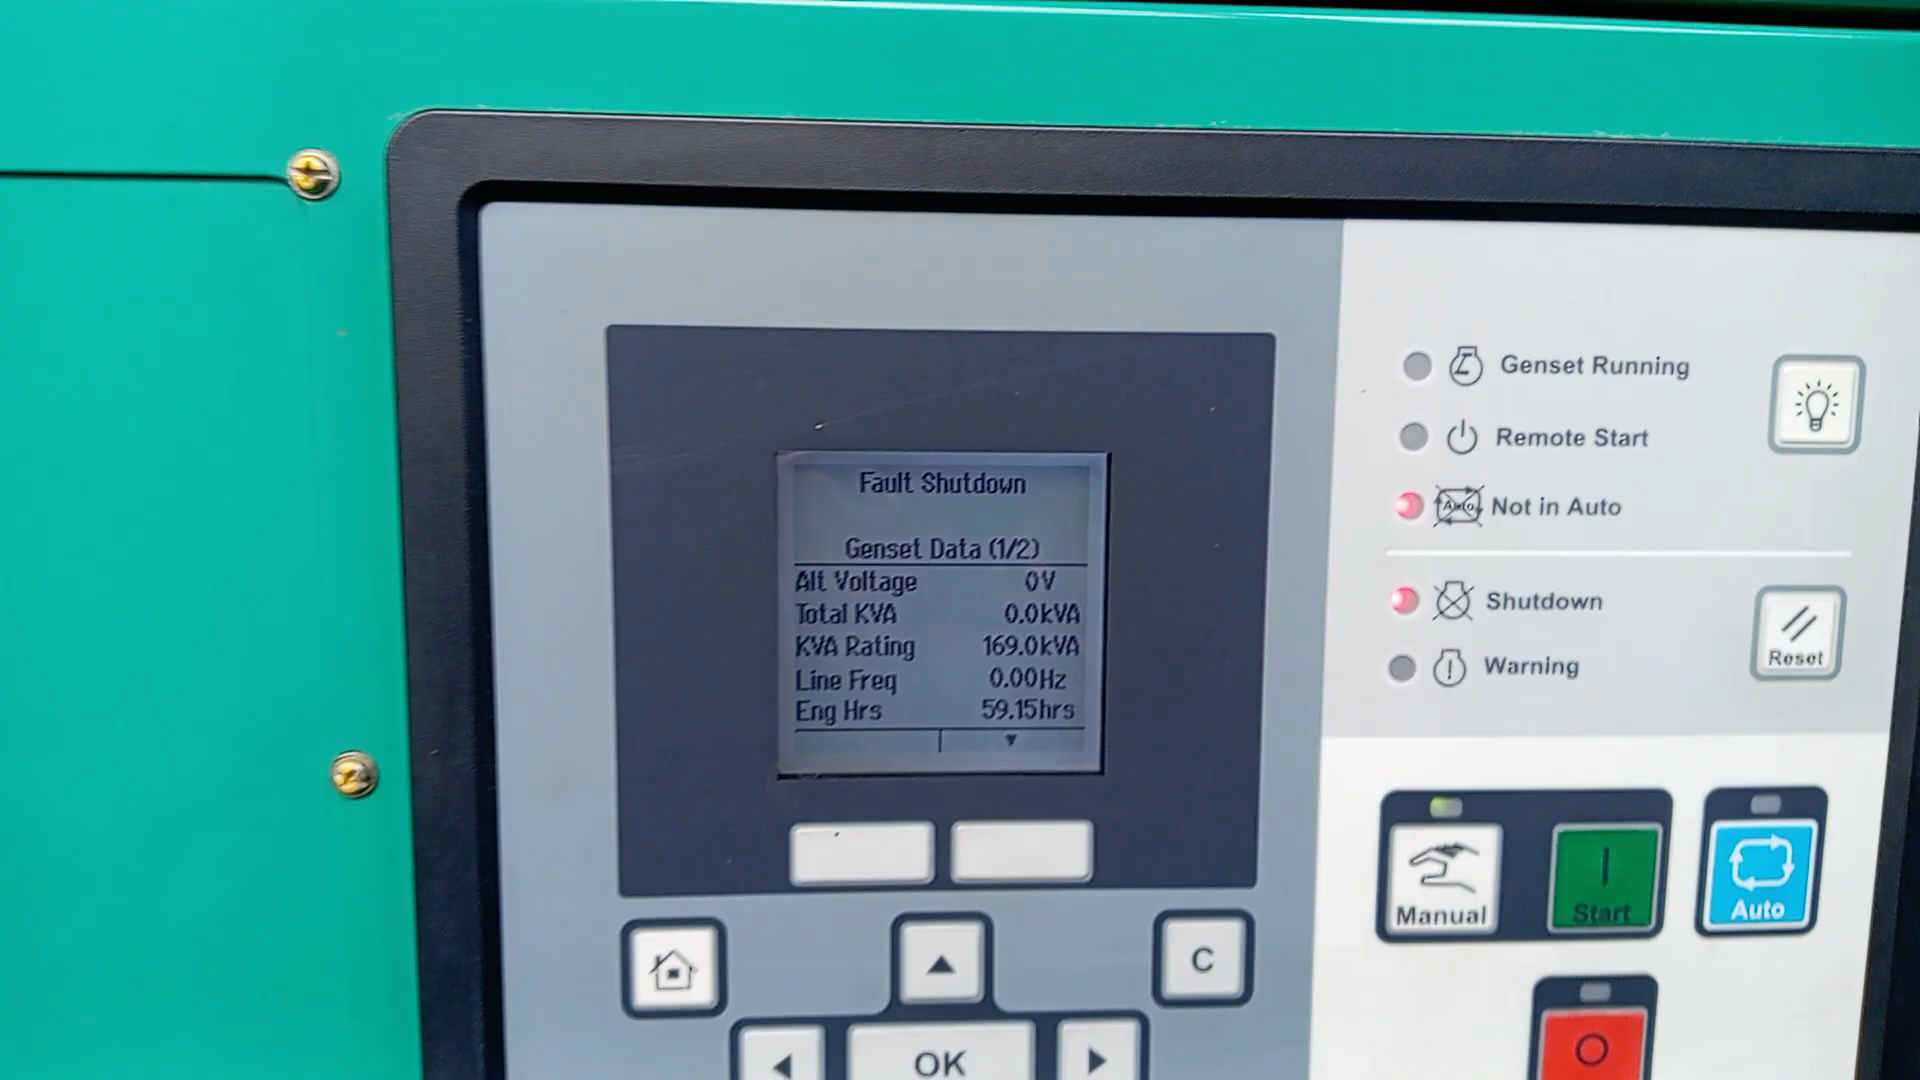 Fault Shutdown
Genset Data (1/2)
Alt Voltage 0V
Total KVA 0.0kVA
KVA Rating 169.0kVA
Line Freq 0.00Hz
Eng Hrs 59.15hrs
Genset Running
Remote Start
Auto Not in Auto
Shutdown
Warning
Reset
Manual
Start
Auto
C
OK